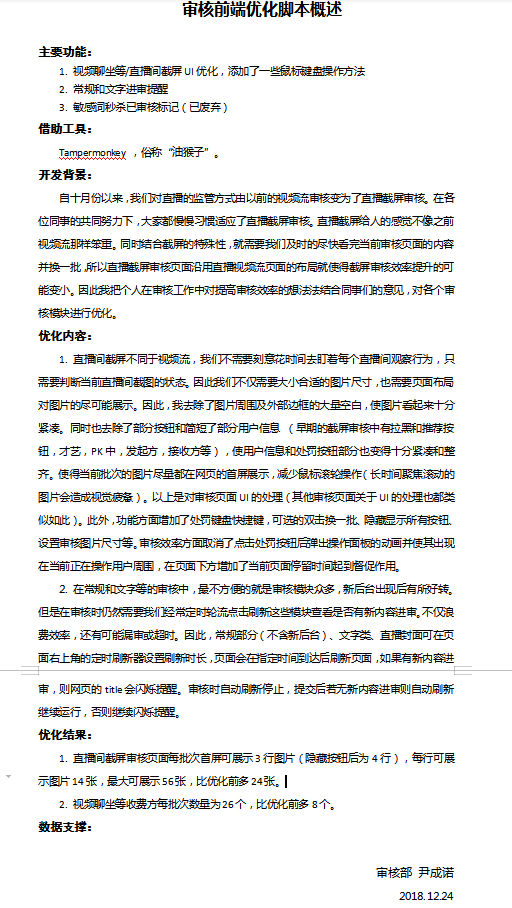 审核前端优化脚本概述
主要功能：
1. 视频聊坐等/直播间截屏 UI 优化，添加了一些鼠标键盘操作方法
2. 常规和文字进审提醒
3. 敏感词秒杀已审核标记（已废弃）
借助工具：
Tampermonkey ，俗称“油猴子”。
开发背景：
自十月份以来，我们对直播的监管方式由以前的视频流审核变为了直播截屏审核。在各
位同事的共同努力下，大家都慢慢习惯适应了直播截屏审核。直播截屏给人的感觉不像之前
视频流那样笨重。同时结合截屏的特殊性，就需要我们及时的尽快看完当前审核页面的内容
并换一批，所以直播截屏审核页面沿用直播视频流页面的布局就使得截屏审核效率提升的可
能变小。因此我把个人在审核工作中对提高审核效率的想法法结合同事们的意见，对各个审
核模块进行优化。
优化内容：
1. 直播间截屏不同于视频流，我们不需要刻意花时间去盯着每个直播间观察行为，只
需要判断当前直播间截图的状态。因此我们不仅需要大小合适的图片尺寸，也需要页面布局
对图片的尽可能展示。因此，我去除了图片周围及外部边框的大量空白，使图片看起来十分
紧凑。同时也去除了部分按钮和简短了部分用户信息 （早期的截屏审核中有拉黑和推荐按
钮，才艺，PK 中，发起方，接收方等），使用户信息和处罚按钮部分也变得十分紧凑和整
齐。使得当前批次的图片尽量都在网页的首屏展示，减少鼠标滚轮操作（长时间聚焦滚动的
图片会造成视觉疲惫）。以上是对审核页面 UI 的处理（其他审核页面关于 UI 的处理也都类
似如此）。此外，功能方面增加了处罚键盘快捷键，可选的双击换一批、隐藏显示所有按钮、
设置审核图片尺寸等。审核效率方面取消了点击处罚按钮后弹出操作面板的动画并使其出现
在当前正在操作用户周围，在页面下方增加了当前页面停留时间起到督促作用。
2. 在常规和文字等的审核中，最不方便的就是审核模块众多，新后台出现后有所好转。
但是在审核时仍然需要我们经常定时轮流点击刷新这些模块查看是否有新内容进审。不仅浪
费效率，还有可能漏审或超时。因此，常规部分（不含新后台）、文字类、直播封面可在页
面右上角的定时刷新器设置刷新时长，页面会在指定时间到达后刷新页面，如果有新内容进
审，则网页的 title 会闪烁提醒。审核时自动刷新停止，提交后若无新内容进审则自动刷新
继续运行，否则继续闪烁提醒。
优化结果：
1. 直播间截屏审核页面每批次首屏可展示 3 行图片（隐藏按钮后为 4 行），每行可展
示图片 14 张，最大可展示 56 张，比优化前多 24 张。
2. 视频聊坐等收费方每批次数量为 26 个，比优化前多 8 个。
数据支撑：
审核部 尹成诺
2018.12.24